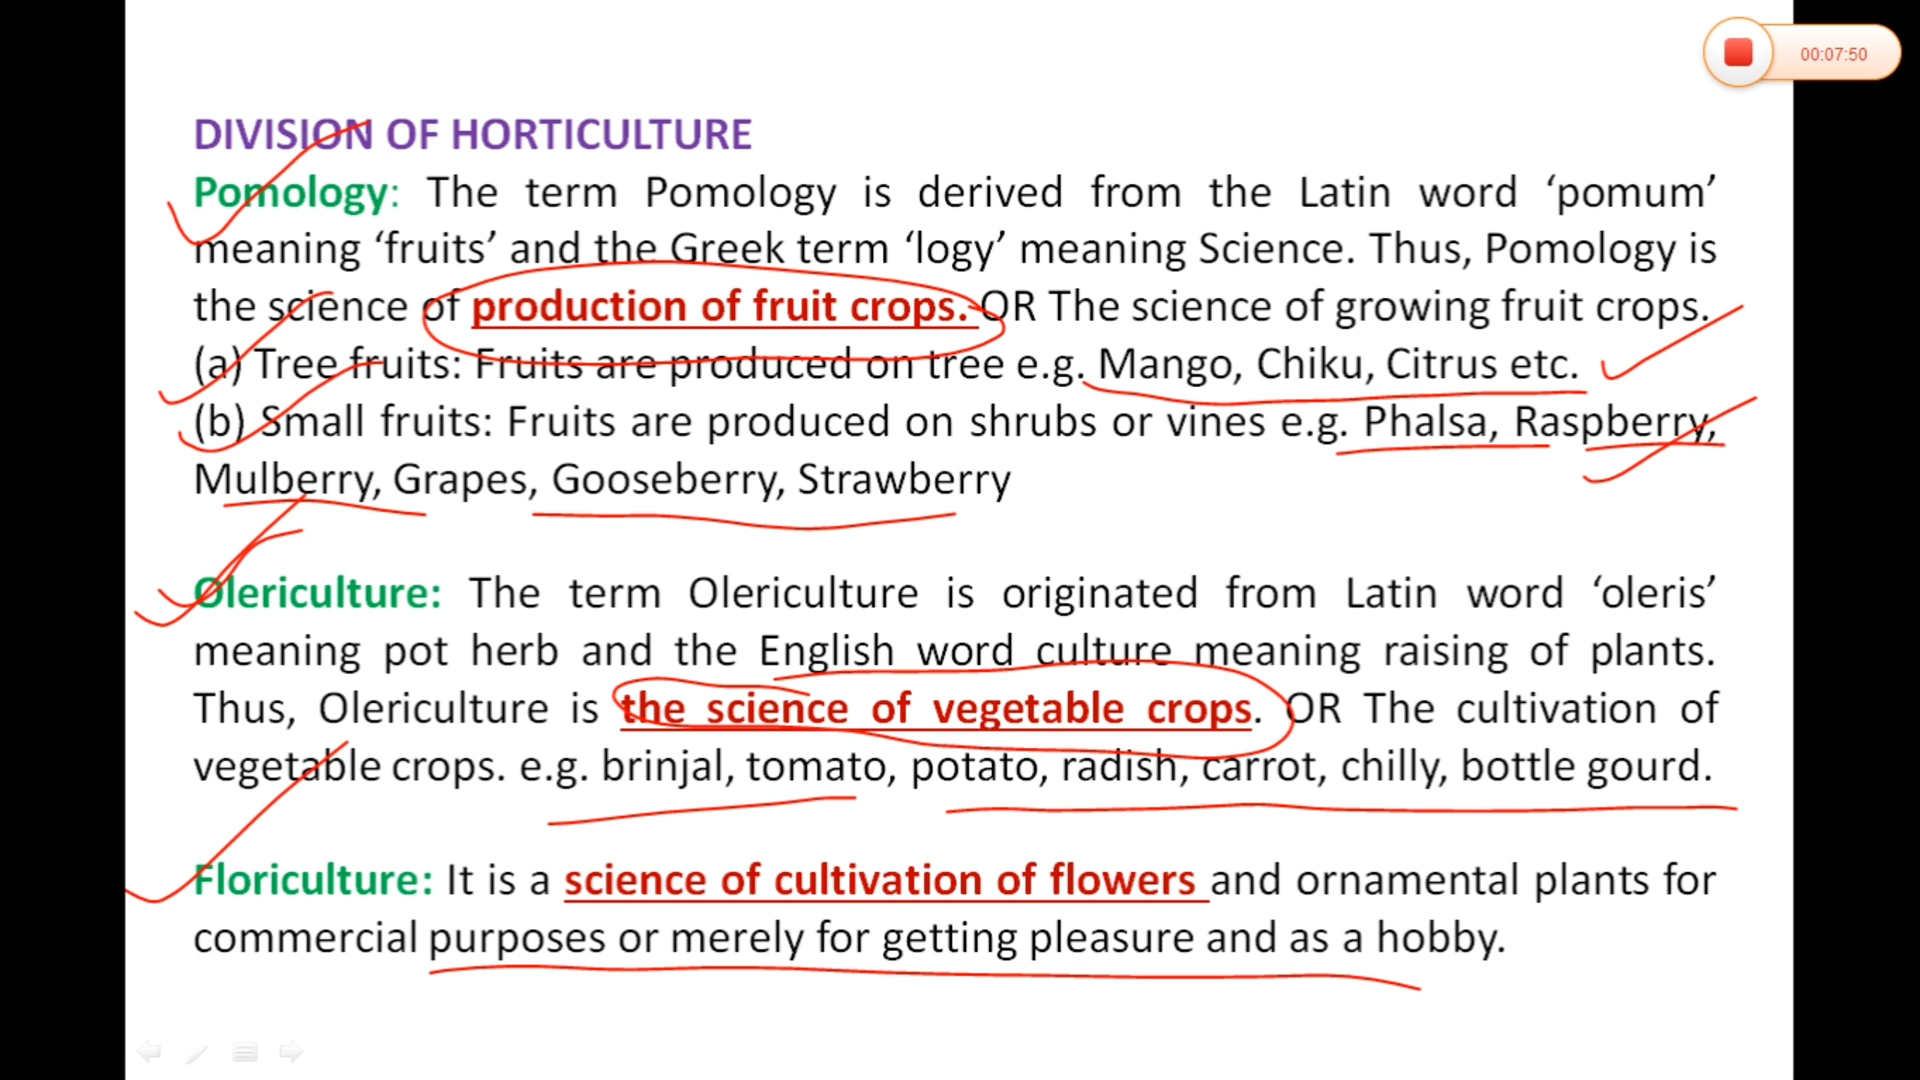 00:07:50
DIVISION OF HORTICULTURE
Pomology: The term Pomology is derived from the Latin word ‘pomum’
meaning ‘fruits’ and the Greek term ‘logy’ meaning Science. Thus, Pomology is
the science of production of fruit crops. OR The science of growing fruit crops.
(a) Tree fruits: Fruits are produced on tree e.g. Mango, Chiku, Citrus etc.
(b) Small fruits: Fruits are produced on shrubs or vines e.g. Phalsa, Raspberry,
Mulberry, Grapes, Gooseberry, Strawberry
Olericulture: The term Olericulture is originated from Latin word ‘oleris’
meaning pot herb and the English word culture meaning raising of plants.
Thus, Olericulture is the science of vegetable crops. OR The cultivation of
vegetable crops. e.g. brinjal, tomato, potato, radish, carrot, chilly, bottle gourd.
Floriculture: It is a science of cultivation of flowers and ornamental plants for
commercial purposes or merely for getting pleasure and as a hobby.